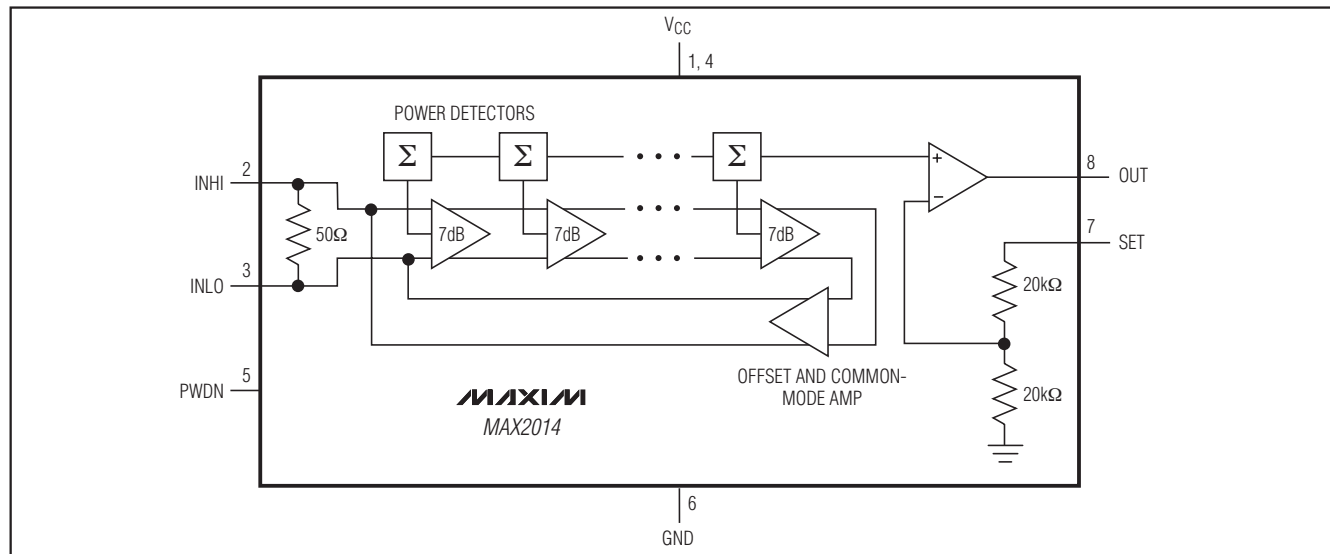 VCC
1, 4
POWER DETECTORS
Σ Σ Σ
2
INHI
8
OUT
50Ω
7dB 7dB 7dB
7
SET
3
INLO
20kΩ
5
PWDN
OFFSET AND COMMON-
MODE AMP
20kΩ
MAXIM
MAX2014
6
GND